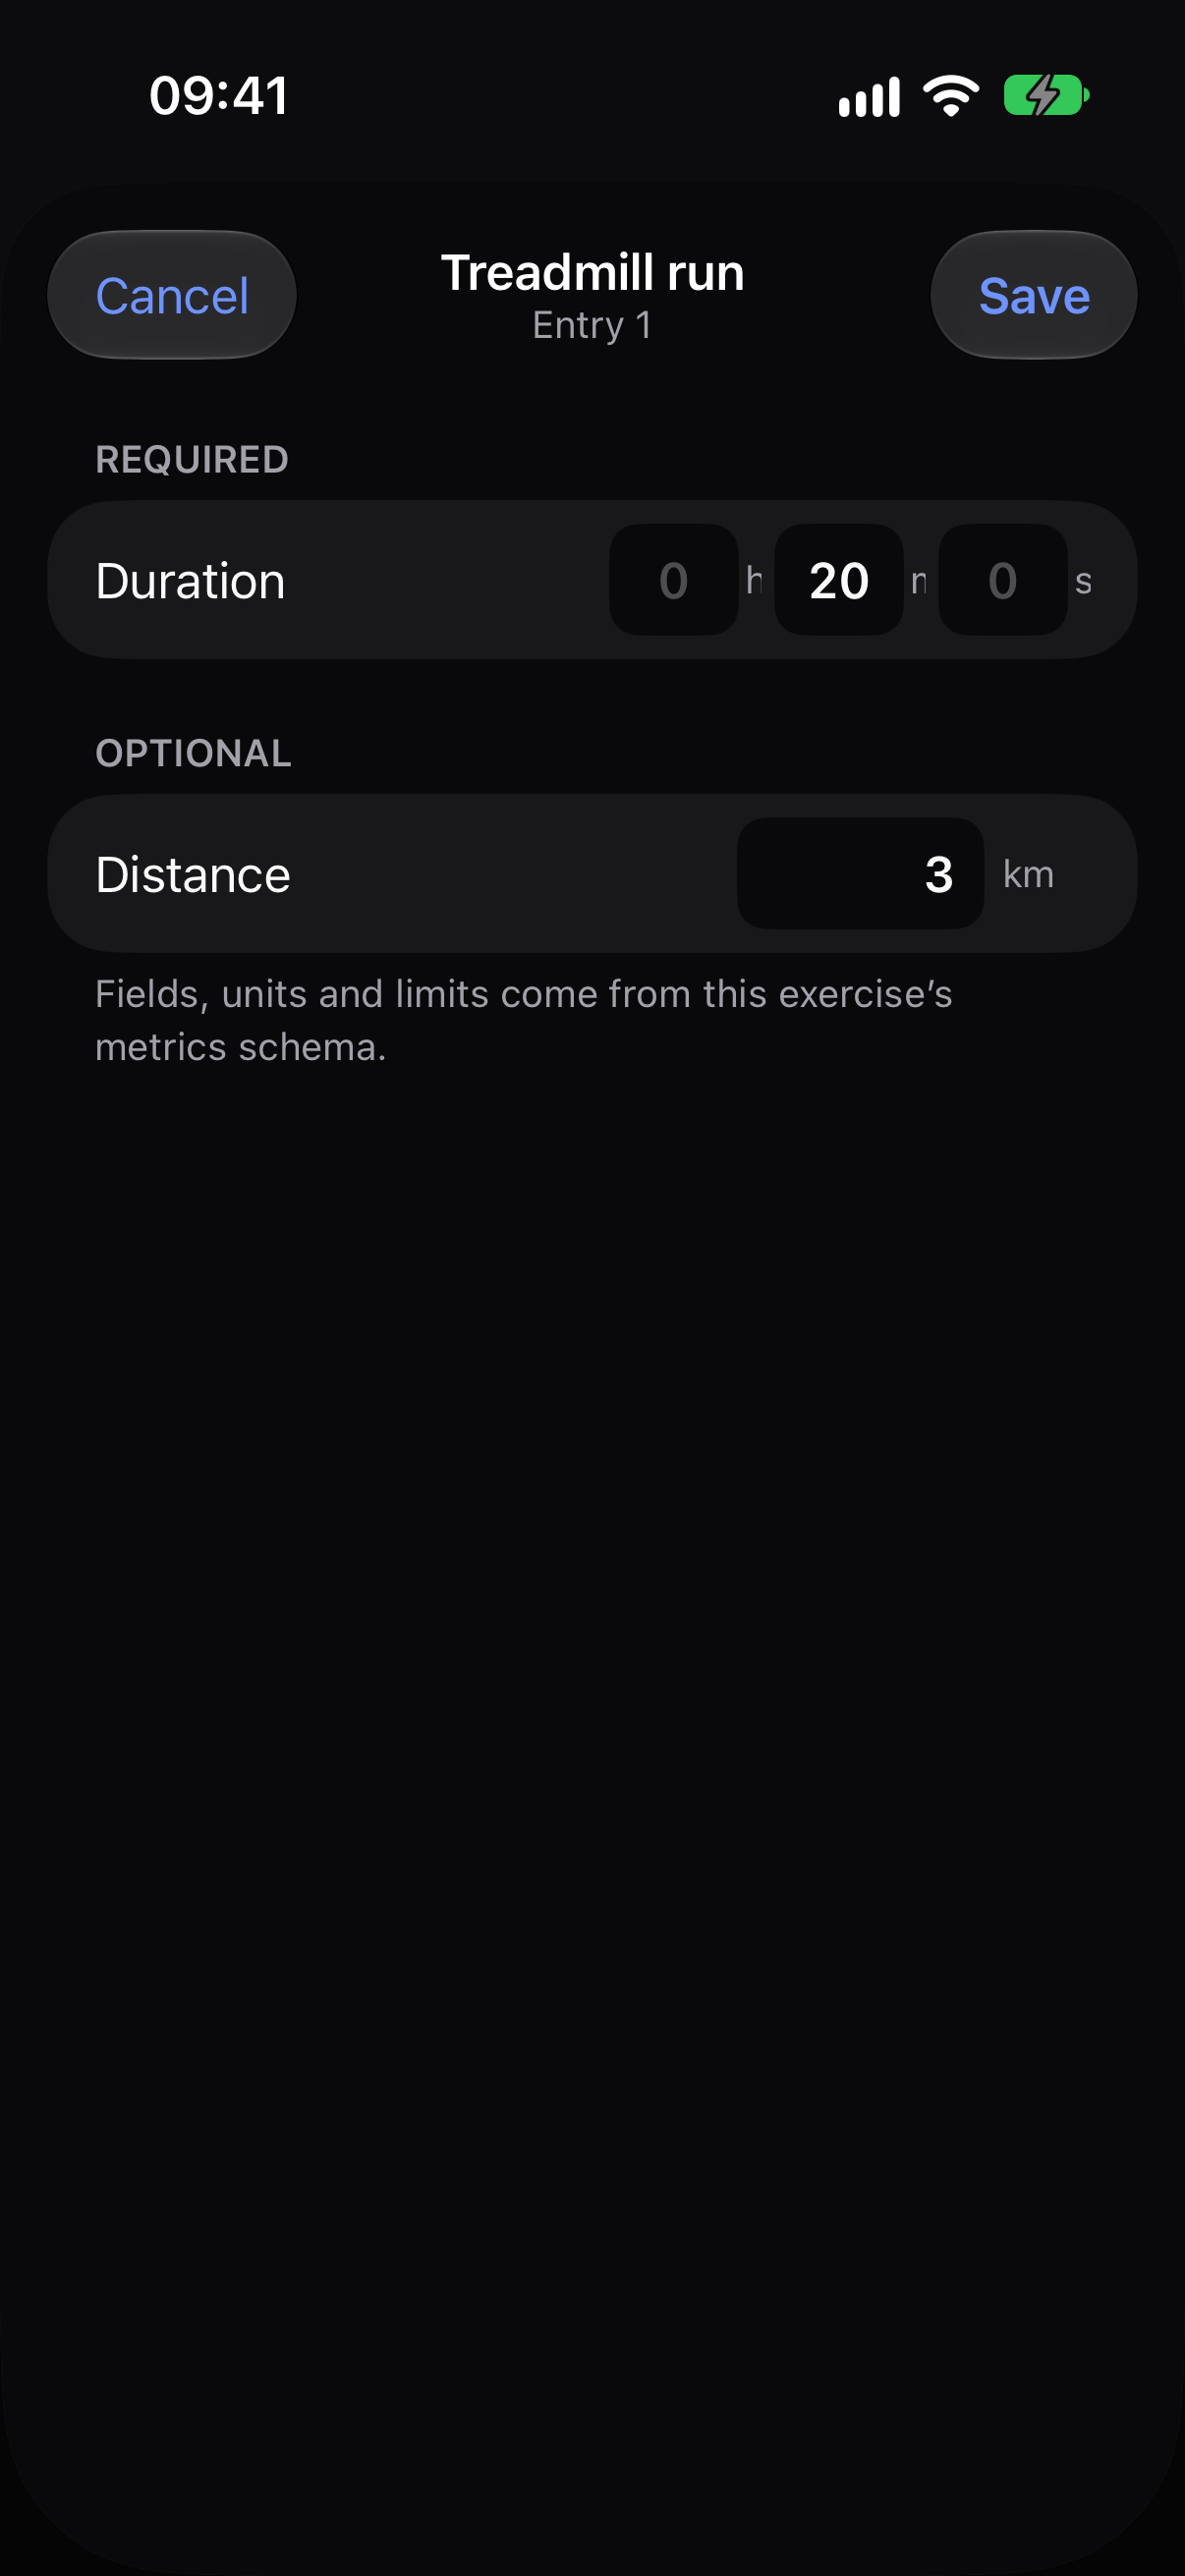 09:41
Cancel
Treadmill run
Save
Entry 1
REQUIRED
Duration 0 h 20 m 0 s
OPTIONAL
Distance 3 km
Fields, units and limits come from this exercise’s
metrics schema.